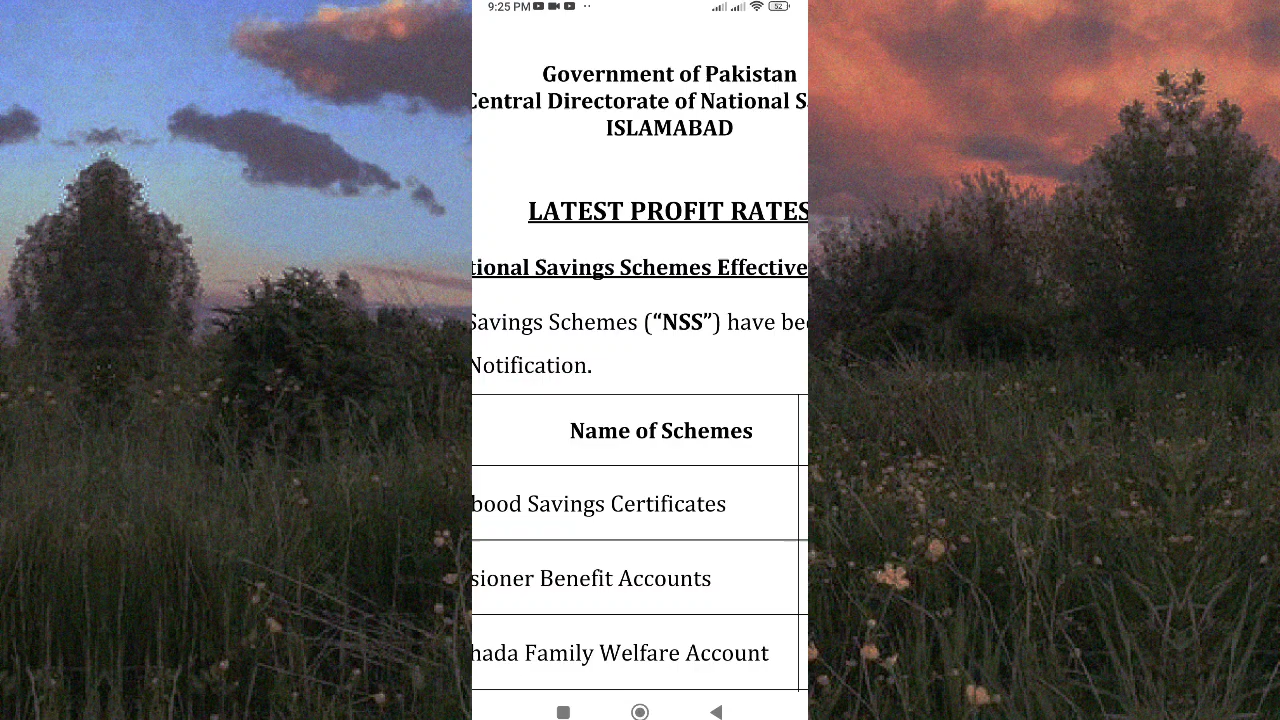 9:25 PM
52
Government of Pakistan
Central Directorate of National S
ISLAMABAD
LATEST PROFIT RATES
tional Savings Schemes Effective
Savings Schemes (“NSS”) have bee
Notification.
Name of Schemes
bood Savings Certificates
sioner Benefit Accounts
hada Family Welfare Account